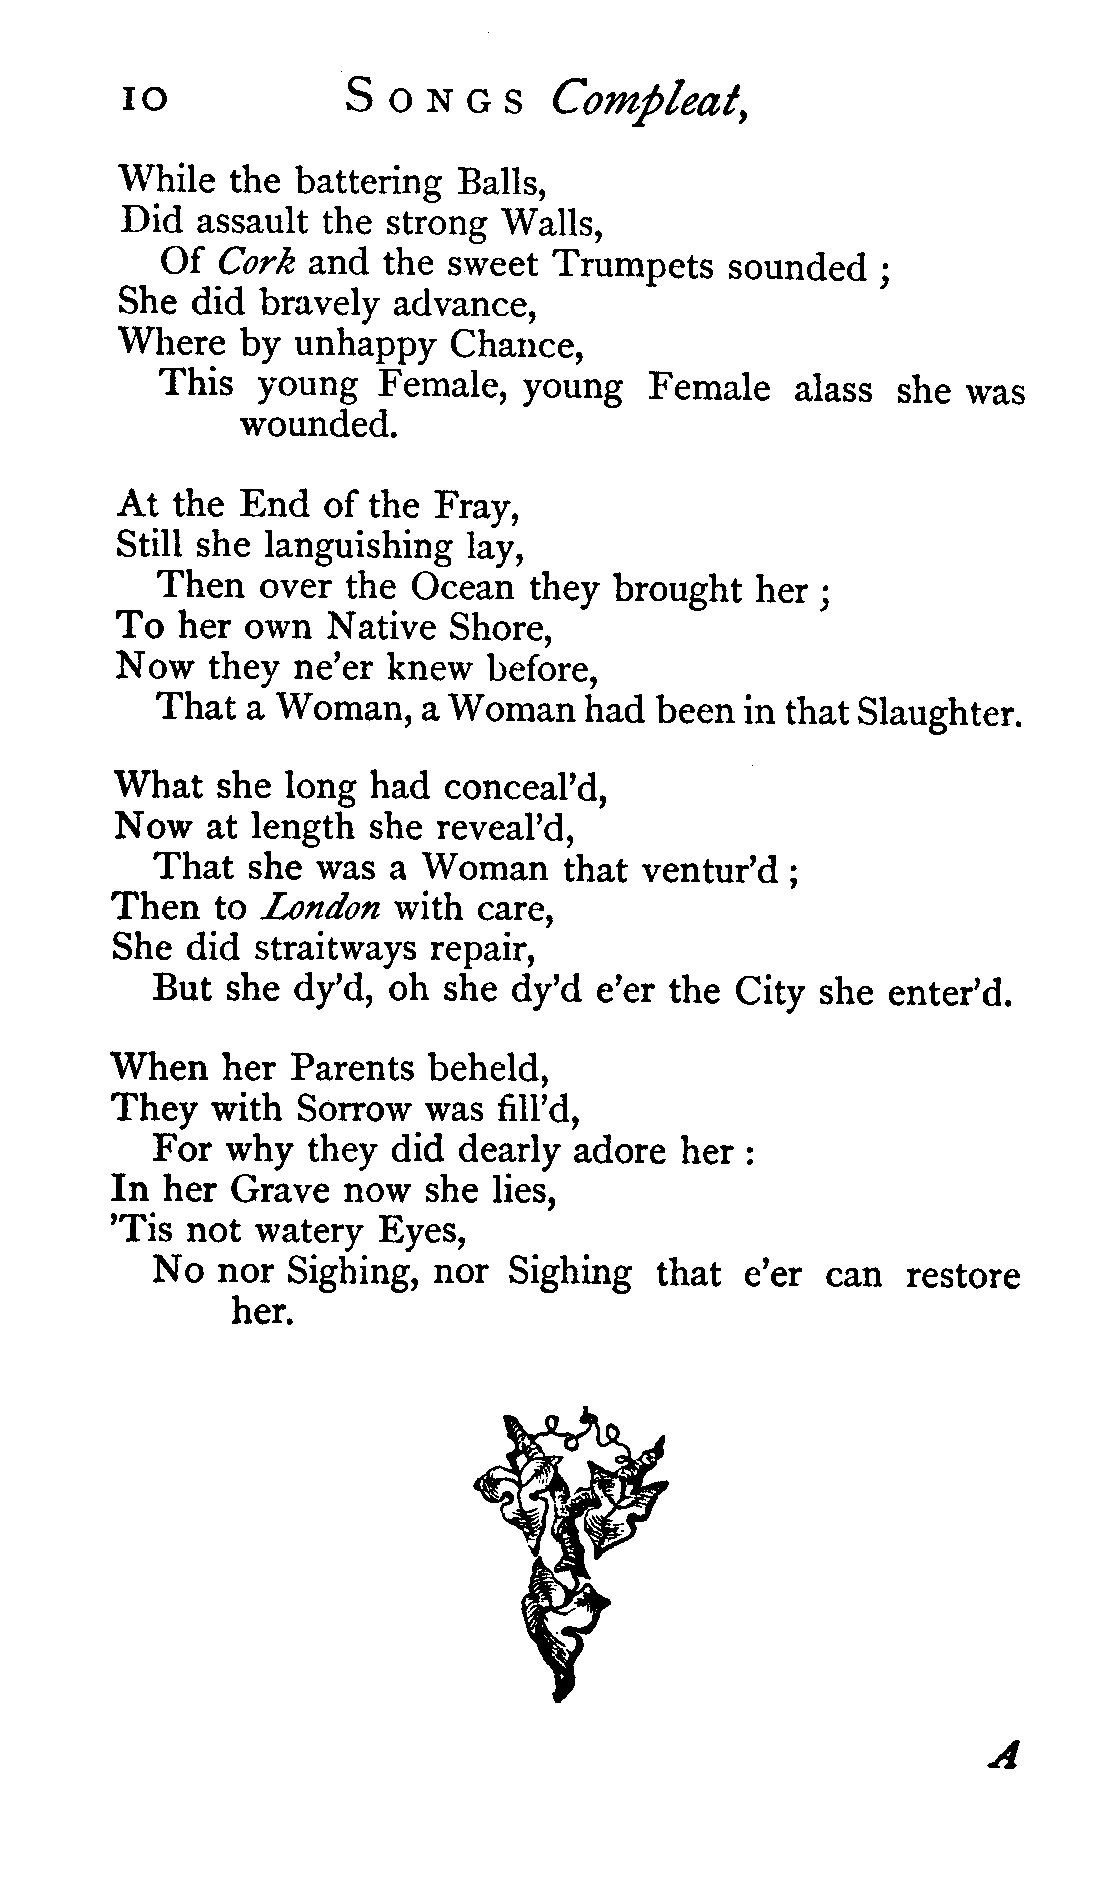 10 SONGS Compleat,
While the battering Balls,
Did assault the strong Walls,
Of Cork and the sweet Trumpets sounded ;
She did bravely advance,
Where by unhappy Chance,
This young Female, young Female alass she was
wounded.
At the End of the Fray,
Still she languishing lay,
Then over the Ocean they brought her ;
To her own Native Shore,
Now they ne'er knew before,
That a Woman, a Woman had been in that Slaughter.
What she long had conceal'd,
Now at length she reveal'd,
That she was a Woman that ventur'd ;
Then to London with care,
She did straitways repair,
But she dy'd, oh she dy'd e'er the City she enter'd.
When her Parents beheld,
They with Sorrow was fill'd,
For why they did dearly adore her :
In her Grave now she lies,
'Tis not watery Eyes,
No nor Sighing, nor Sighing that e'er can restore
her.
A